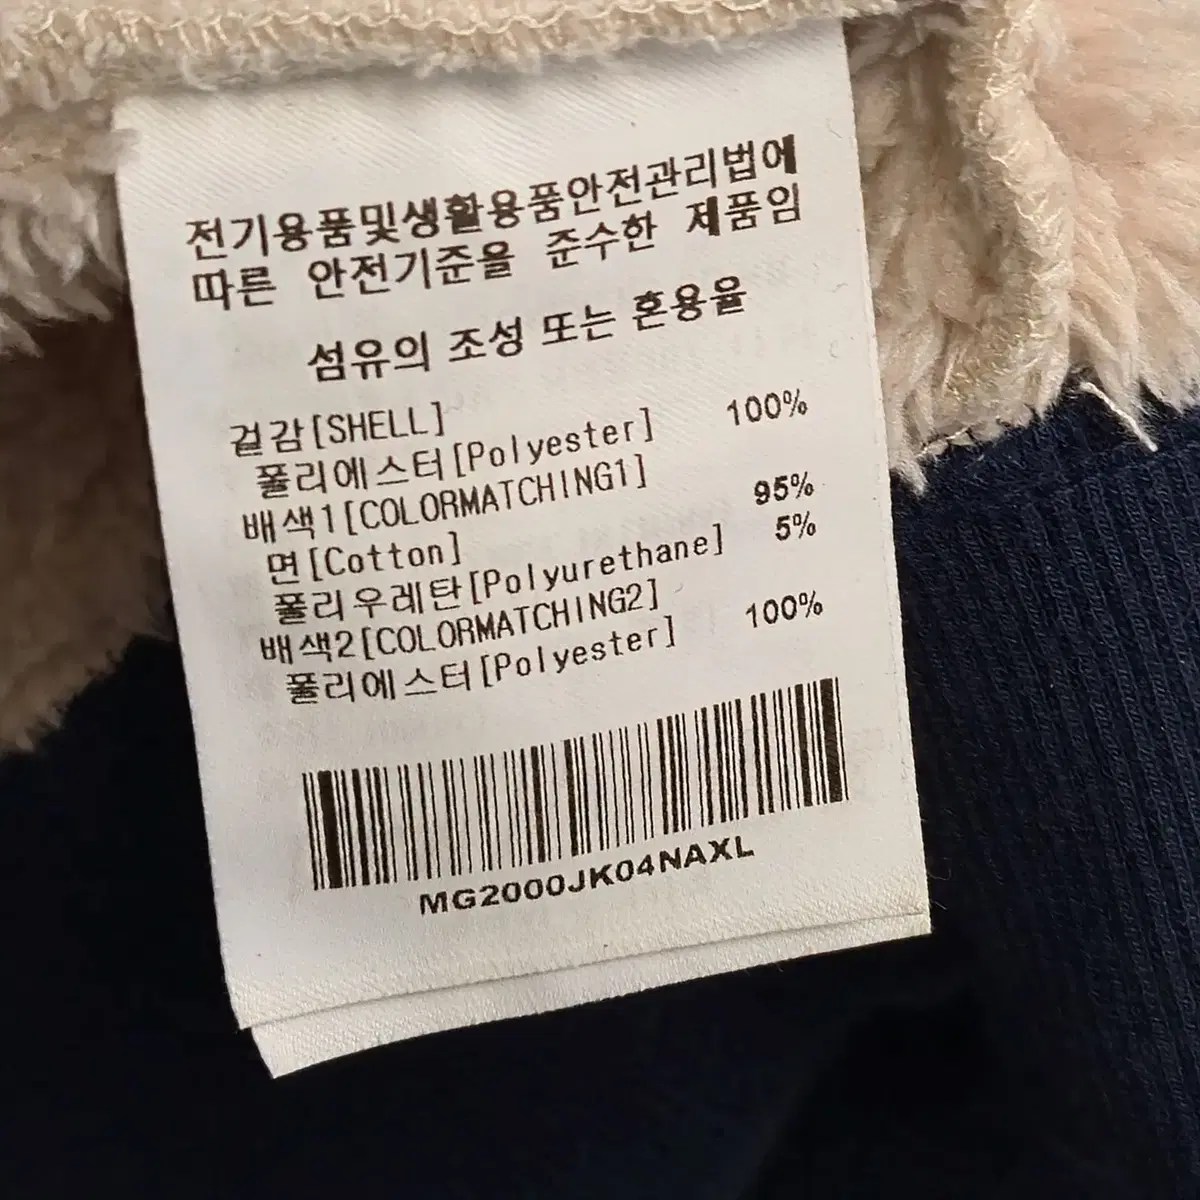 전기용품및생활용품안전관리법에
따른 안전기준을 준수한 제품임
섬유의 조성 또는 혼용율
겉감[SHELL]
폴리에스터[Polyester] 100%
배색1[COLORMATCHING1]
면[Cotton] 95%
폴리우레탄[Polyurethane] 5%
배색2[COLORMATCHING2]
폴리에스터[Polyester] 100%
MG2000JK04NAXL